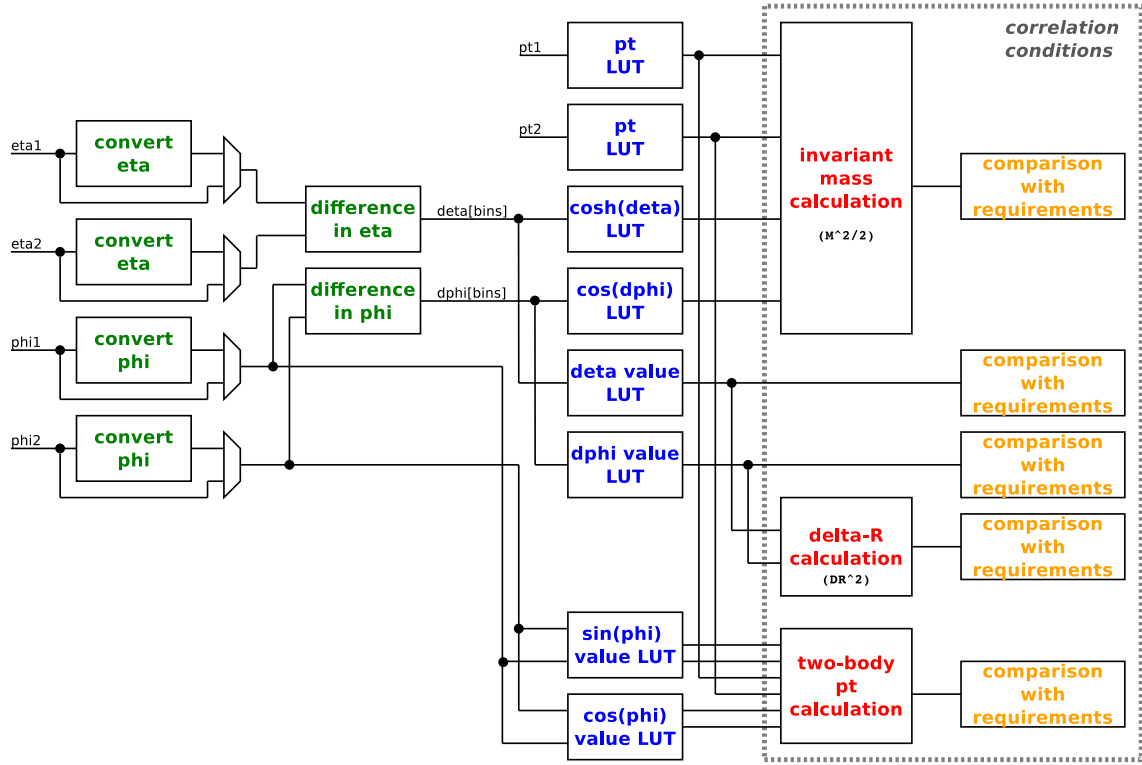 correlation
conditions
pt1
pt
LUT
pt2
pt
LUT
eta1
convert
eta
eta2
convert
eta
difference
in eta
deta[bins]
cosh(deta)
LUT
invariant
mass
calculation
(M^2/2)
comparison
with
requirements
phi1
convert
phi
difference
in phi
dphi[bins]
cos(dphi)
LUT
deta value
LUT
comparison
with
requirements
phi2
convert
phi
dphi value
LUT
comparison
with
requirements
delta-R
calculation
(DR^2)
comparison
with
requirements
sin(phi)
value LUT
two-body
pt
calculation
comparison
with
requirements
cos(phi)
value LUT